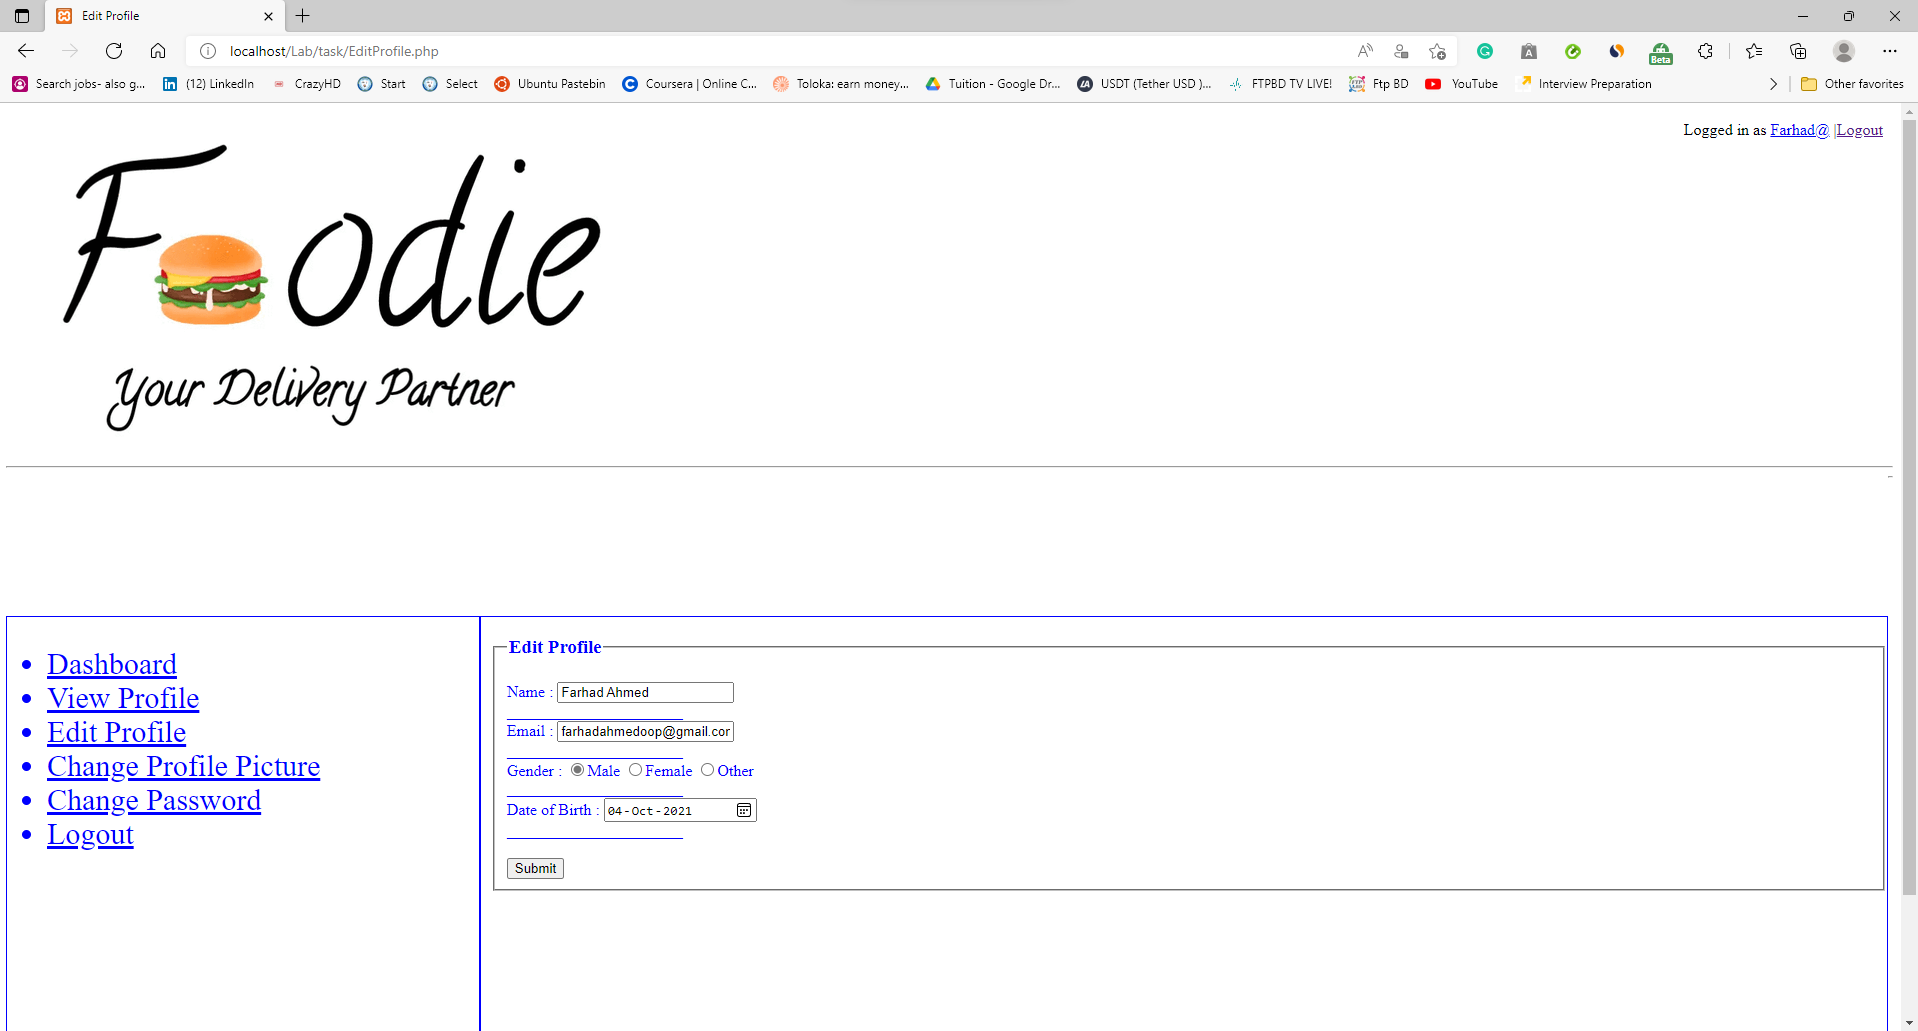 Edit Profile
localhost/Lab/task/EditProfile.php
Beta
Search jobs- also g...
(12) LinkedIn
CrazyHD
Start
Select
Ubuntu Pastebin
Coursera | Online C...
Toloka: earn money...
Tuition - Google Dr...
USDT (Tether USD )...
FTPBD TV LIVE!
Ftp BD
YouTube
Interview Preparation
Other favorites
Logged in as Farhad@ |Logout
Foodie
Your Delivery Partner
Dashboard
View Profile
Edit Profile
Change Profile Picture
Change Password
Logout
Edit Profile
Name : Farhad Ahmed
Email : farhadahmedoop@gmail.cor
Gender : Male Female Other
Date of Birth : 04-Oct-2021
Submit